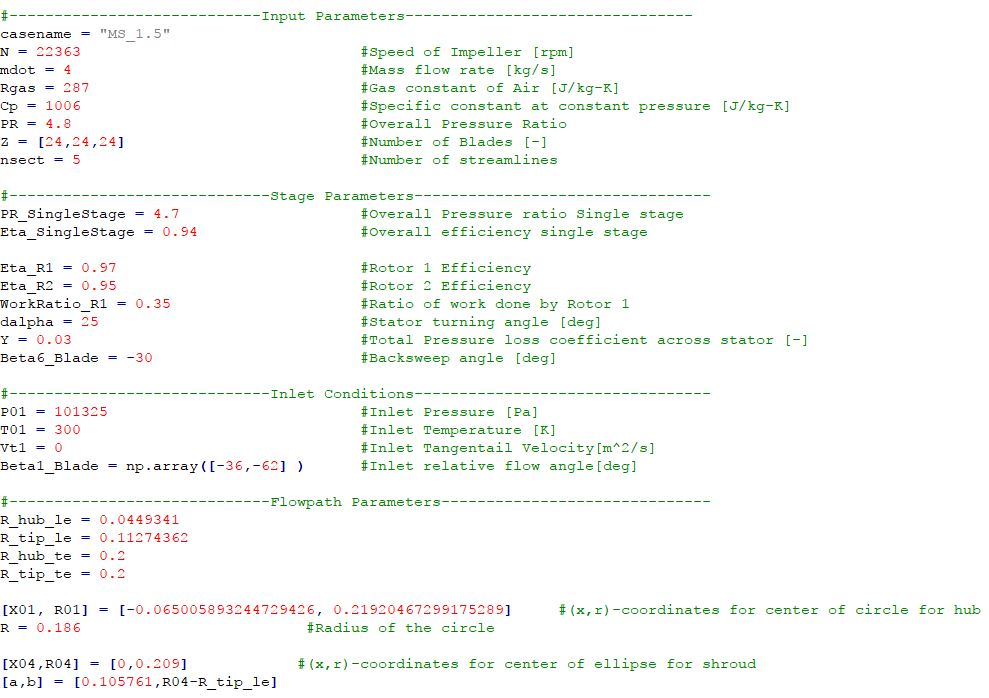 #----------------------------Input Parameters--------------------------------
casename = "MS_1.5"
N = 22363 #Speed of Impeller [rpm]
mdot = 4 #Mass flow rate [kg/s]
Rgas = 287 #Gas constant of Air [J/kg-K]
Cp = 1006 #Specific constant at constant pressure [J/kg-K]
PR = 4.8 #Overall Pressure Ratio
Z = [24,24,24] #Number of Blades [-]
nsect = 5 #Number of streamlines
#-----------------------------Stage Parameters---------------------------------
PR_SingleStage = 4.7 #Overall Pressure ratio Single stage
Eta_SingleStage = 0.94 #Overall efficiency single stage
Eta_R1 = 0.97 #Rotor 1 Efficiency
Eta_R2 = 0.95 #Rotor 2 Efficiency
WorkRatio_R1 = 0.35 #Ratio of work done by Rotor 1
dalpha = 25 #Stator turning angle [deg]
Y = 0.03 #Total Pressure loss coefficient across stator [-]
Beta6_Blade = -30 #Backsweep angle [deg]
#-----------------------------Inlet Conditions---------------------------------
P01 = 101325 #Inlet Pressure [Pa]
T01 = 300 #Inlet Temperature [K]
Vt1 = 0 #Inlet Tangentail Velocity[m^2/s]
Beta1_Blade = np.array([-36,-62] ) #Inlet relative flow angle[deg]
#-----------------------------Flowpath Parameters------------------------------
R_hub_le = 0.0449341
R_tip_le = 0.11274362
R_hub_te = 0.2
R_tip_te = 0.2
[X01, R01] = [-0.065005893244729426, 0.21920467299175289] #(x,r)-coordinates for center of circle for hub
R = 0.186 #Radius of the circle
[X04,R04] = [0,0.209] #(x,r)-coordinates for center of ellipse for shroud
[a,b] = [0.105761,R04-R_tip_le]